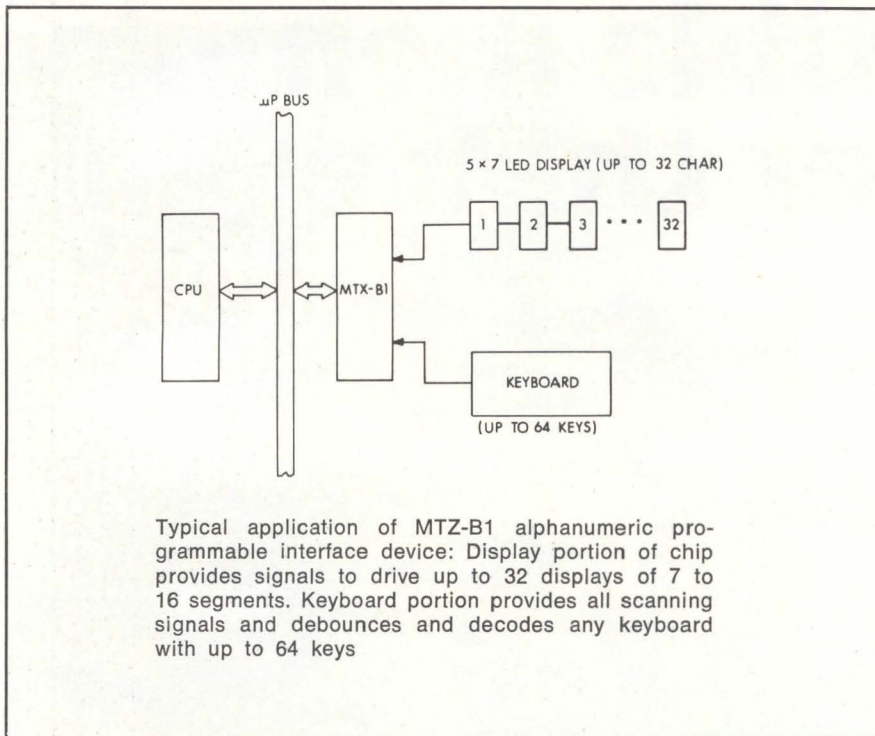 μP BUS
5 × 7 LED DISPLAY (UP TO 32 CHAR)
1 2 3 • • • 32
CPU
MTX-B1
KEYBOARD
(UP TO 64 KEYS)
Typical application of MTZ-B1 alphanumeric pro-
grammable interface device: Display portion of chip
provides signals to drive up to 32 displays of 7 to
16 segments. Keyboard portion provides all scanning
signals and debounces and decodes any keyboard
with up to 64 keys